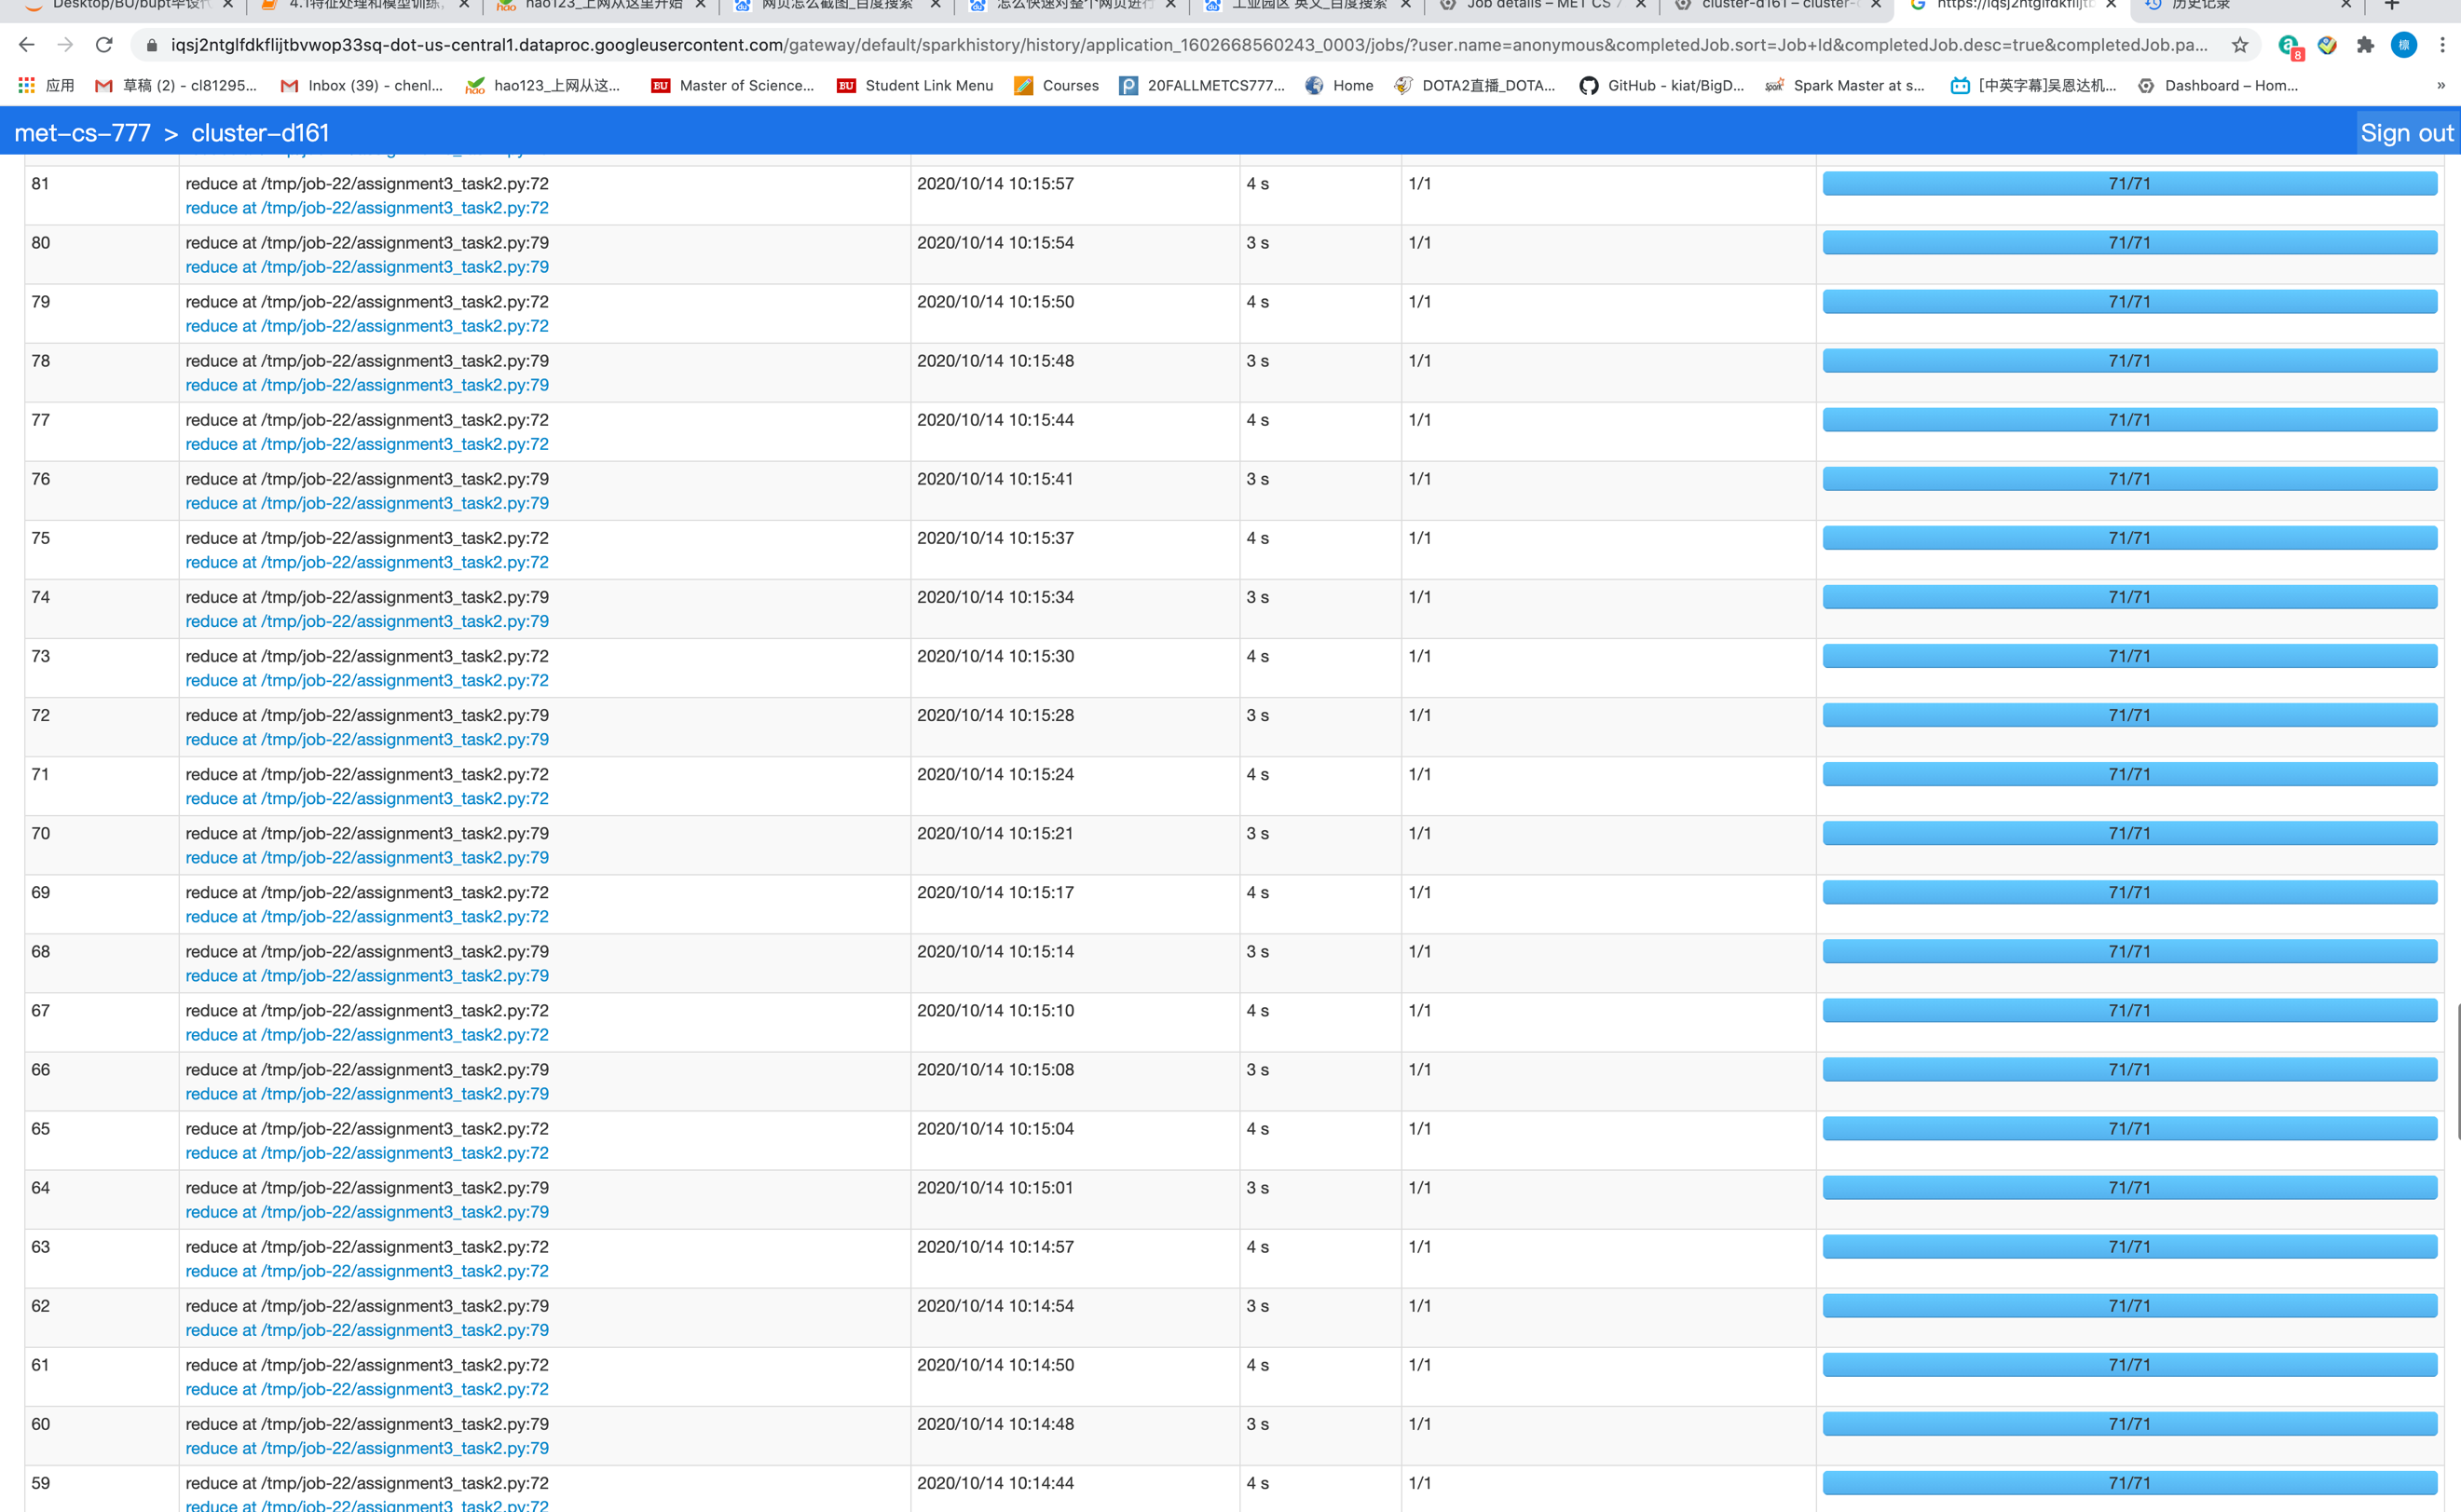 Desktop/BU/bupt毕设代
4.1特征处理和模型训练.
hao123_上网从这里开始
网页怎么截图_百度搜索
怎么快速对整个网页进行
工业园区 英文_百度搜索
Job details – MET CS 7
cluster-d161 – cluster-
历史记录
iqsj2ntglfdkflijtbvwop33sq-dot-us-central1.dataproc.googleusercontent.com/gateway/default/sparkhistory/history/application_1602668560243_0003/jobs/?user.name=anonymous&completedJob.sort=Job+Id&completedJob.desc=true&completedJob.pa...
8
標
应用
草稿 (2) - cl81295...
Inbox (39) - chenl...
hao123_上网从这...
BU Master of Science...
BU Student Link Menu
Courses
20FALLMETCS777...
Home
DOTA2直播_DOTA...
GitHub - kiat/BigD...
Spark Master at s...
[中英字幕]吴恩达机...
Dashboard – Hom...
»
met-cs-777 > cluster-d161
Sign out
81 reduce at /tmp/job-22/assignment3_task2.py:72 2020/10/14 10:15:57 4 s 1/1 71/71
reduce at /tmp/job-22/assignment3_task2.py:72
80 reduce at /tmp/job-22/assignment3_task2.py:79 2020/10/14 10:15:54 3 s 1/1 71/71
reduce at /tmp/job-22/assignment3_task2.py:79
79 reduce at /tmp/job-22/assignment3_task2.py:72 2020/10/14 10:15:50 4 s 1/1 71/71
reduce at /tmp/job-22/assignment3_task2.py:72
78 reduce at /tmp/job-22/assignment3_task2.py:79 2020/10/14 10:15:48 3 s 1/1 71/71
reduce at /tmp/job-22/assignment3_task2.py:79
77 reduce at /tmp/job-22/assignment3_task2.py:72 2020/10/14 10:15:44 4 s 1/1 71/71
reduce at /tmp/job-22/assignment3_task2.py:72
76 reduce at /tmp/job-22/assignment3_task2.py:79 2020/10/14 10:15:41 3 s 1/1 71/71
reduce at /tmp/job-22/assignment3_task2.py:79
75 reduce at /tmp/job-22/assignment3_task2.py:72 2020/10/14 10:15:37 4 s 1/1 71/71
reduce at /tmp/job-22/assignment3_task2.py:72
74 reduce at /tmp/job-22/assignment3_task2.py:79 2020/10/14 10:15:34 3 s 1/1 71/71
reduce at /tmp/job-22/assignment3_task2.py:79
73 reduce at /tmp/job-22/assignment3_task2.py:72 2020/10/14 10:15:30 4 s 1/1 71/71
reduce at /tmp/job-22/assignment3_task2.py:72
72 reduce at /tmp/job-22/assignment3_task2.py:79 2020/10/14 10:15:28 3 s 1/1 71/71
reduce at /tmp/job-22/assignment3_task2.py:79
71 reduce at /tmp/job-22/assignment3_task2.py:72 2020/10/14 10:15:24 4 s 1/1 71/71
reduce at /tmp/job-22/assignment3_task2.py:72
70 reduce at /tmp/job-22/assignment3_task2.py:79 2020/10/14 10:15:21 3 s 1/1 71/71
reduce at /tmp/job-22/assignment3_task2.py:79
69 reduce at /tmp/job-22/assignment3_task2.py:72 2020/10/14 10:15:17 4 s 1/1 71/71
reduce at /tmp/job-22/assignment3_task2.py:72
68 reduce at /tmp/job-22/assignment3_task2.py:79 2020/10/14 10:15:14 3 s 1/1 71/71
reduce at /tmp/job-22/assignment3_task2.py:79
67 reduce at /tmp/job-22/assignment3_task2.py:72 2020/10/14 10:15:10 4 s 1/1 71/71
reduce at /tmp/job-22/assignment3_task2.py:72
66 reduce at /tmp/job-22/assignment3_task2.py:79 2020/10/14 10:15:08 3 s 1/1 71/71
reduce at /tmp/job-22/assignment3_task2.py:79
65 reduce at /tmp/job-22/assignment3_task2.py:72 2020/10/14 10:15:04 4 s 1/1 71/71
reduce at /tmp/job-22/assignment3_task2.py:72
64 reduce at /tmp/job-22/assignment3_task2.py:79 2020/10/14 10:15:01 3 s 1/1 71/71
reduce at /tmp/job-22/assignment3_task2.py:79
63 reduce at /tmp/job-22/assignment3_task2.py:72 2020/10/14 10:14:57 4 s 1/1 71/71
reduce at /tmp/job-22/assignment3_task2.py:72
62 reduce at /tmp/job-22/assignment3_task2.py:79 2020/10/14 10:14:54 3 s 1/1 71/71
reduce at /tmp/job-22/assignment3_task2.py:79
61 reduce at /tmp/job-22/assignment3_task2.py:72 2020/10/14 10:14:50 4 s 1/1 71/71
reduce at /tmp/job-22/assignment3_task2.py:72
60 reduce at /tmp/job-22/assignment3_task2.py:79 2020/10/14 10:14:48 3 s 1/1 71/71
reduce at /tmp/job-22/assignment3_task2.py:79
59 reduce at /tmp/job-22/assignment3_task2.py:72 2020/10/14 10:14:44 4 s 1/1 71/71
reduce at /tmp/job-22/assignment3_task2.py:72